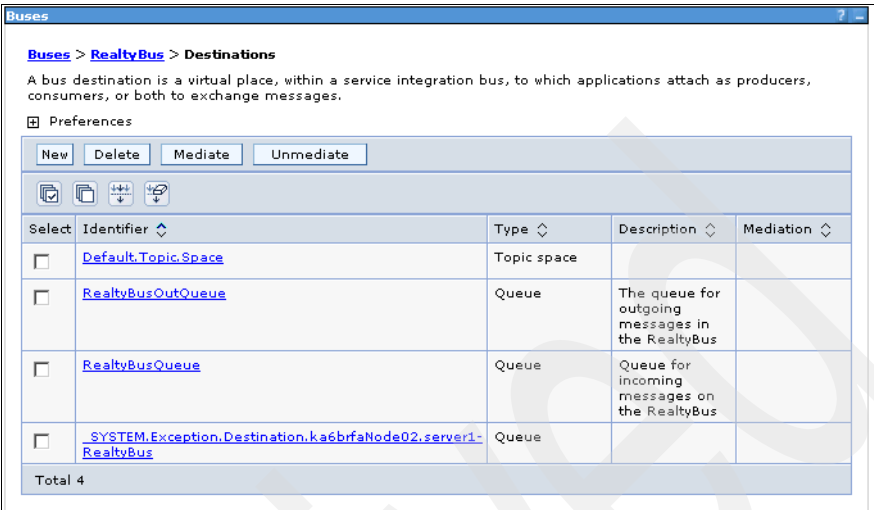 Buses ? _
Buses > RealtyBus > Destinations
A bus destination is a virtual place, within a service integration bus, to which applications attach as producers,
consumers, or both to exchange messages.
Preferences
New Delete Mediate Unmediate
Select Identifier Type Description Mediation
Default.Topic.Space Topic space
RealtyBusOutQueue Queue The queue for
outgoing
messages in
the RealtyBus
RealtyBusQueue Queue Queue for
incoming
messages on
the RealtyBus
_SYSTEM.Exception.Destination.ka6brfaNode02.server1- Queue
RealtyBus
Total 4